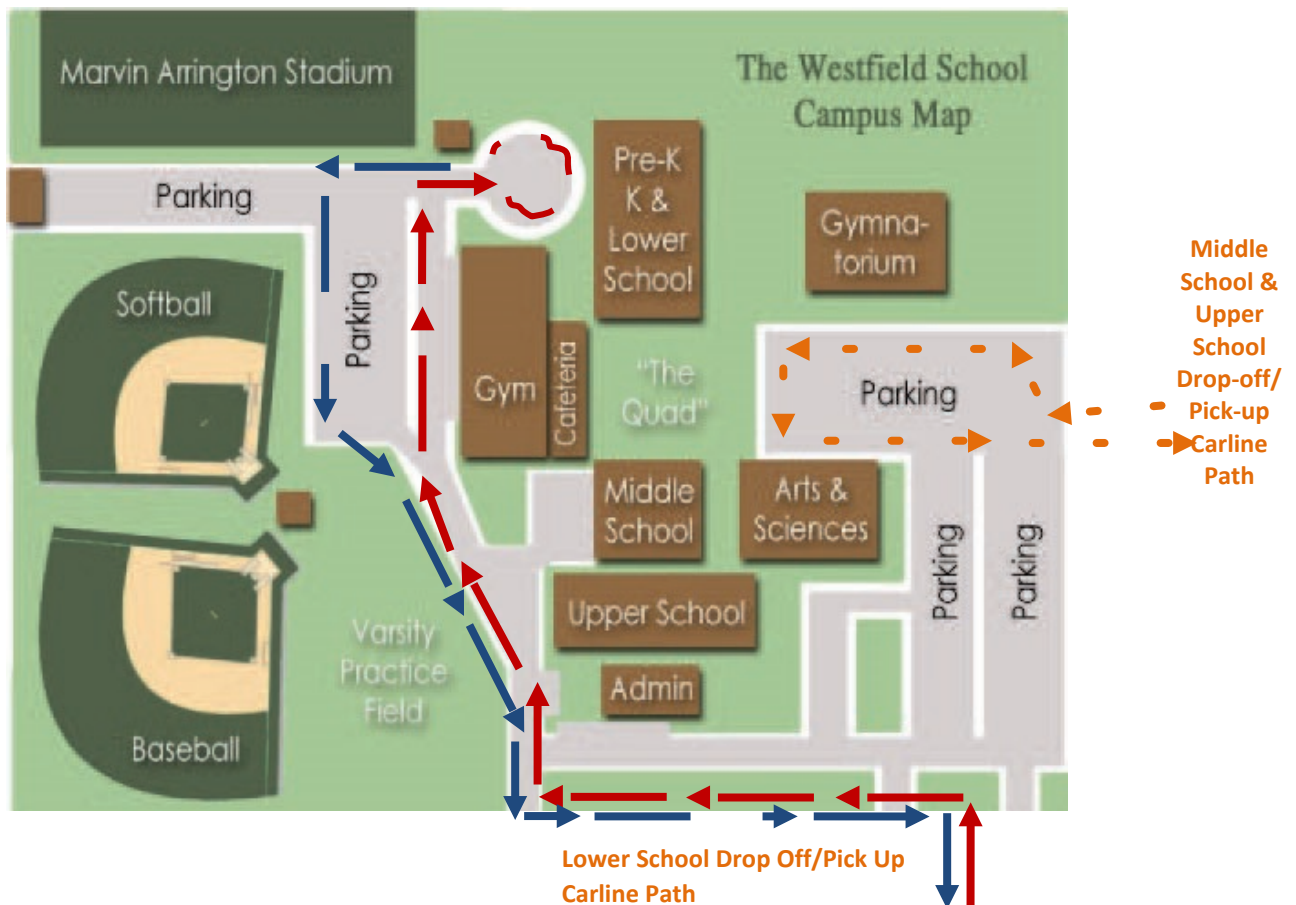 Marvin Arrington Stadium
The Westfield School
Campus Map
Parking
Pre-K
K &
Lower
School
Gymna-
torium
Middle
School &
Upper
School
Drop-off/
Pick-up
Carline
Path
Softball
Parking
Gym
Cafeteria
"The
Quad"
Parking
Middle
School
Arts &
Sciences
Parking
Parking
Upper School
Varsity
Practice
Field
Admin
Baseball
Lower School Drop Off/Pick Up
Carline Path